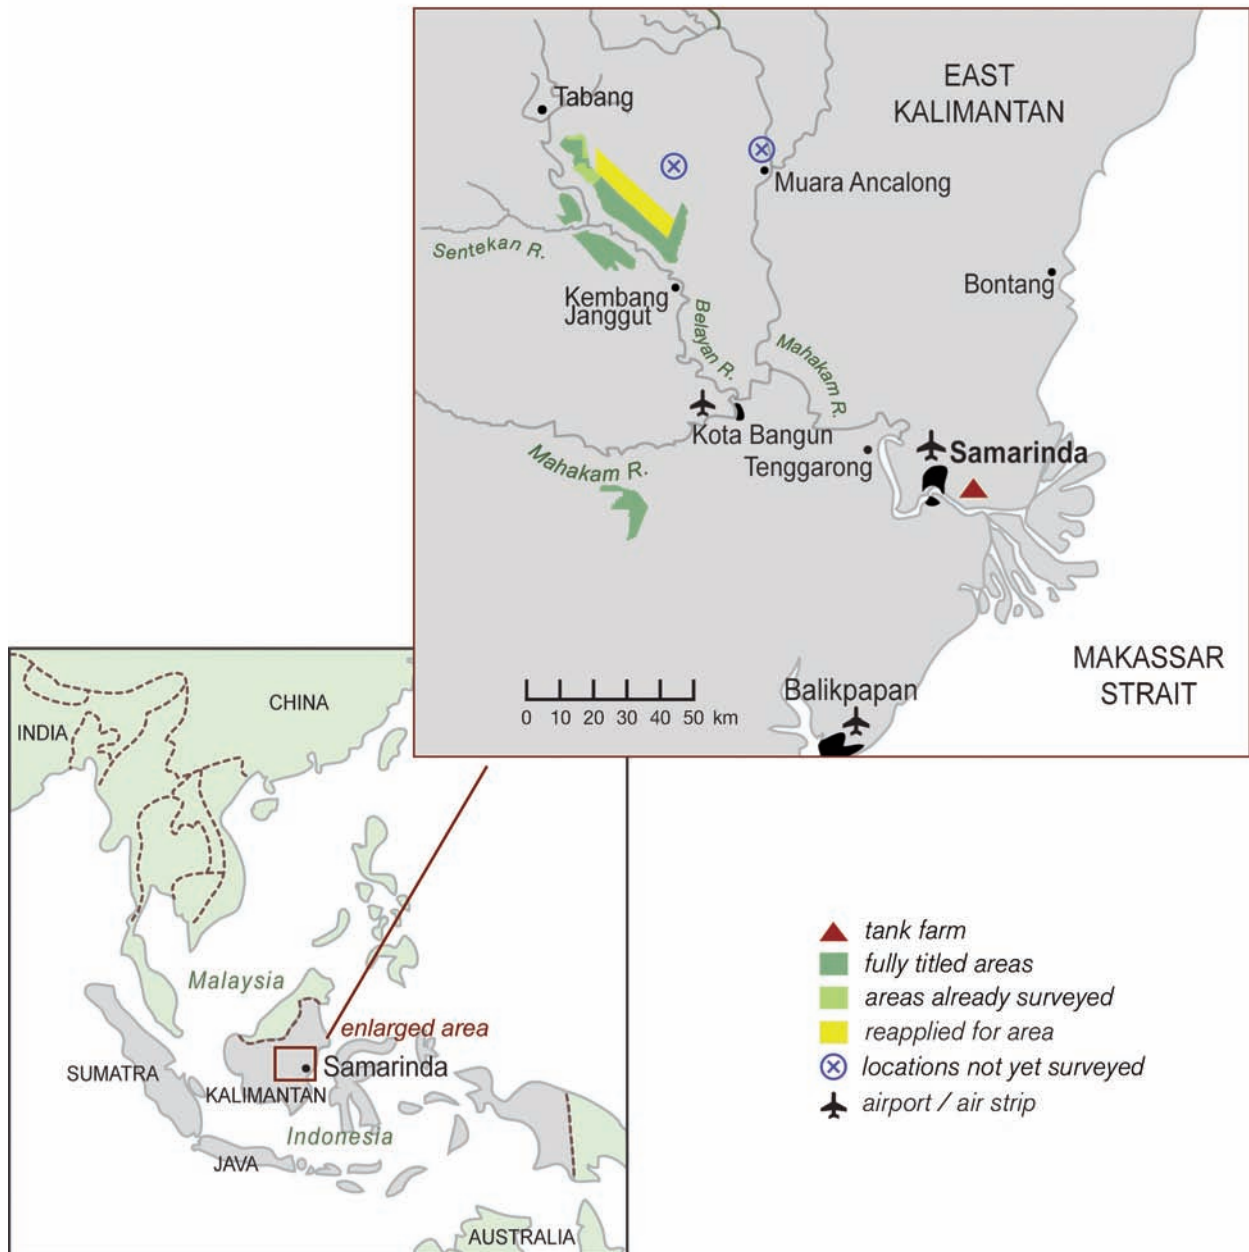 EAST
KALIMANTAN
Tabang
Muara Ancalong
Sentekan R.
Bontang
Kembang
Janggut
Belayan R.
Mahakam R.
Kota Bangun
Samarinda
Tenggarong
Mahakam R.
MAKASSAR
STRAIT
Balikpapan
0 10 20 30 40 50 km
CHINA
INDIA
Malaysia
enlarged area
Samarinda
SUMATRA
KALIMANTAN
Indonesia
JAVA
AUSTRALIA
tank farm
fully titled areas
areas already surveyed
reapplied for area
locations not yet surveyed
airport / air strip